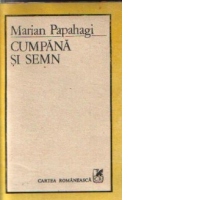 Marian Papahagi
CUMPĂNĂ
ȘI SEMN
CARTEA ROMÂNEASCĂ